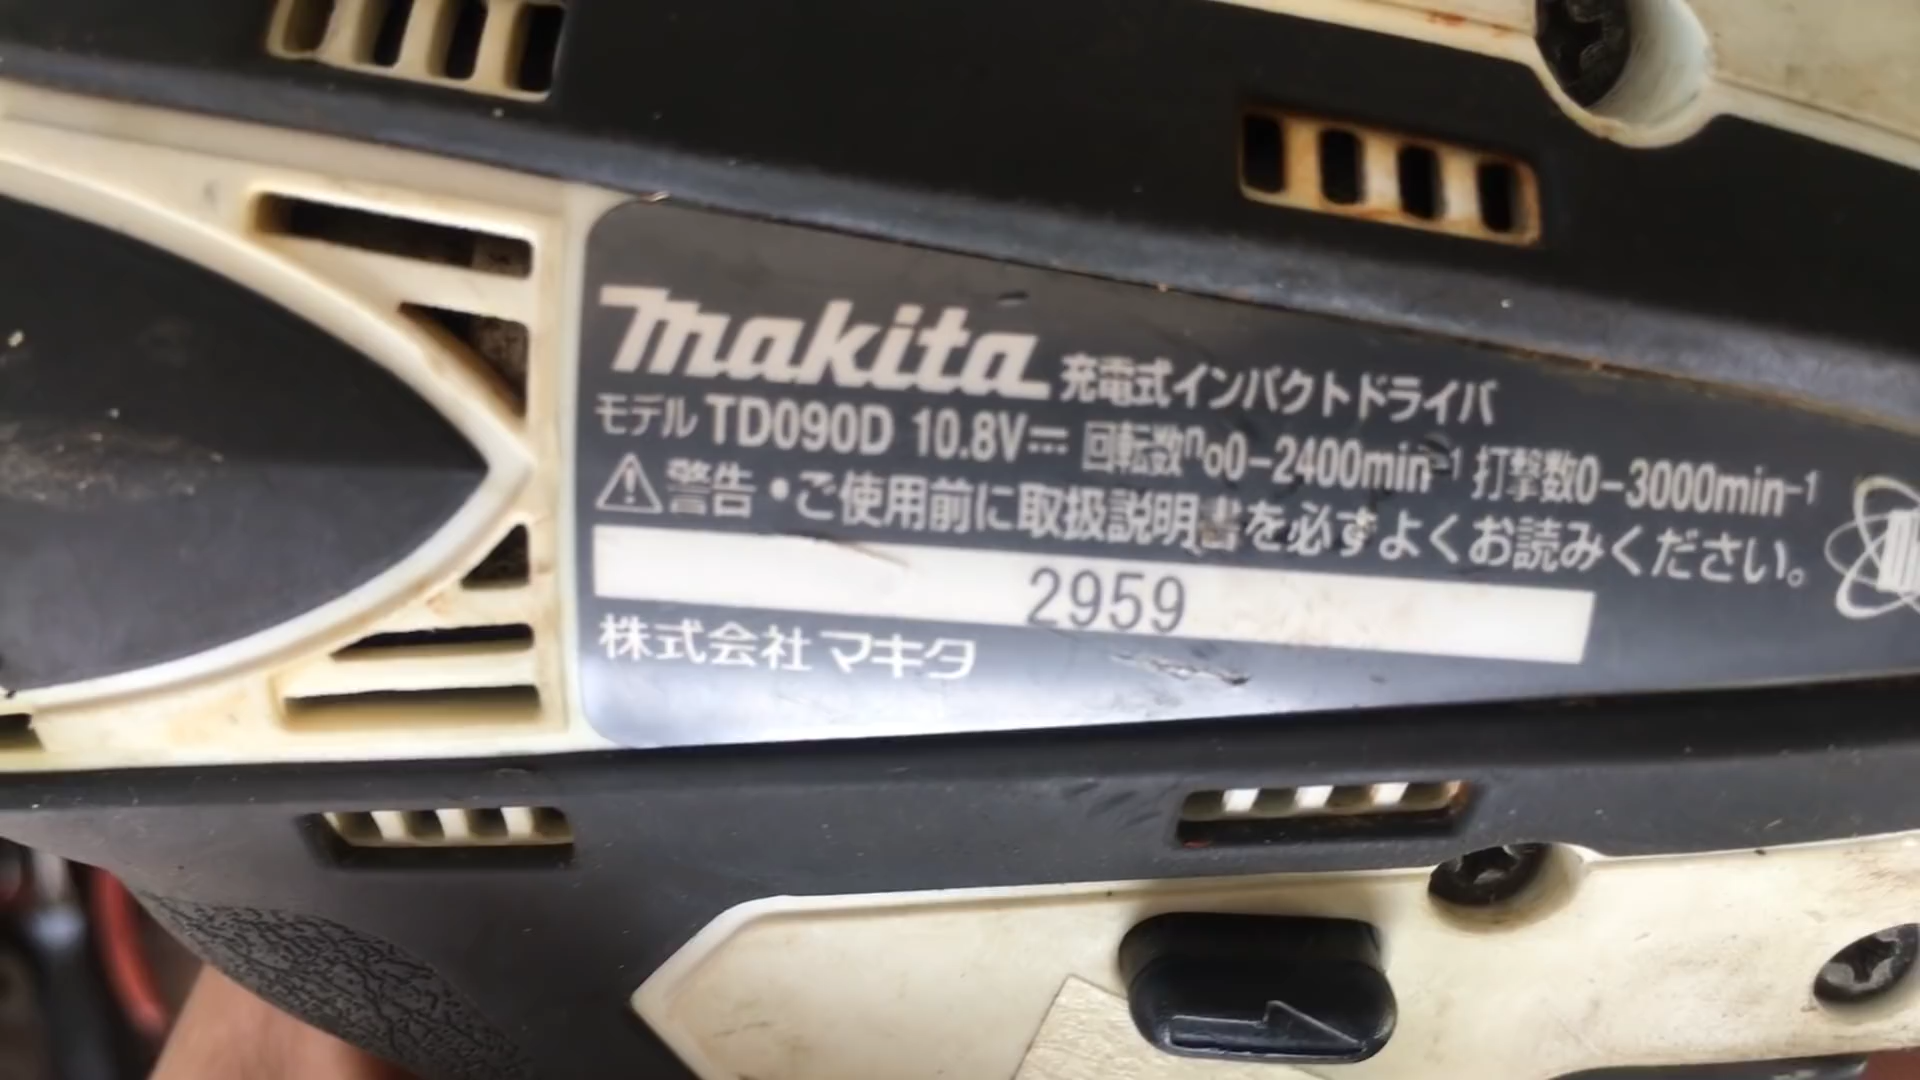 makita 充電式インパクトドライバ
モデル TD090D 10.8V⎓ 回転数n₀0-2400min⁻¹ 打撃数0-3000min⁻¹
⚠警告・ご使用前に取扱説明書を必ずよくお読みください。
2959
株式会社マキタ